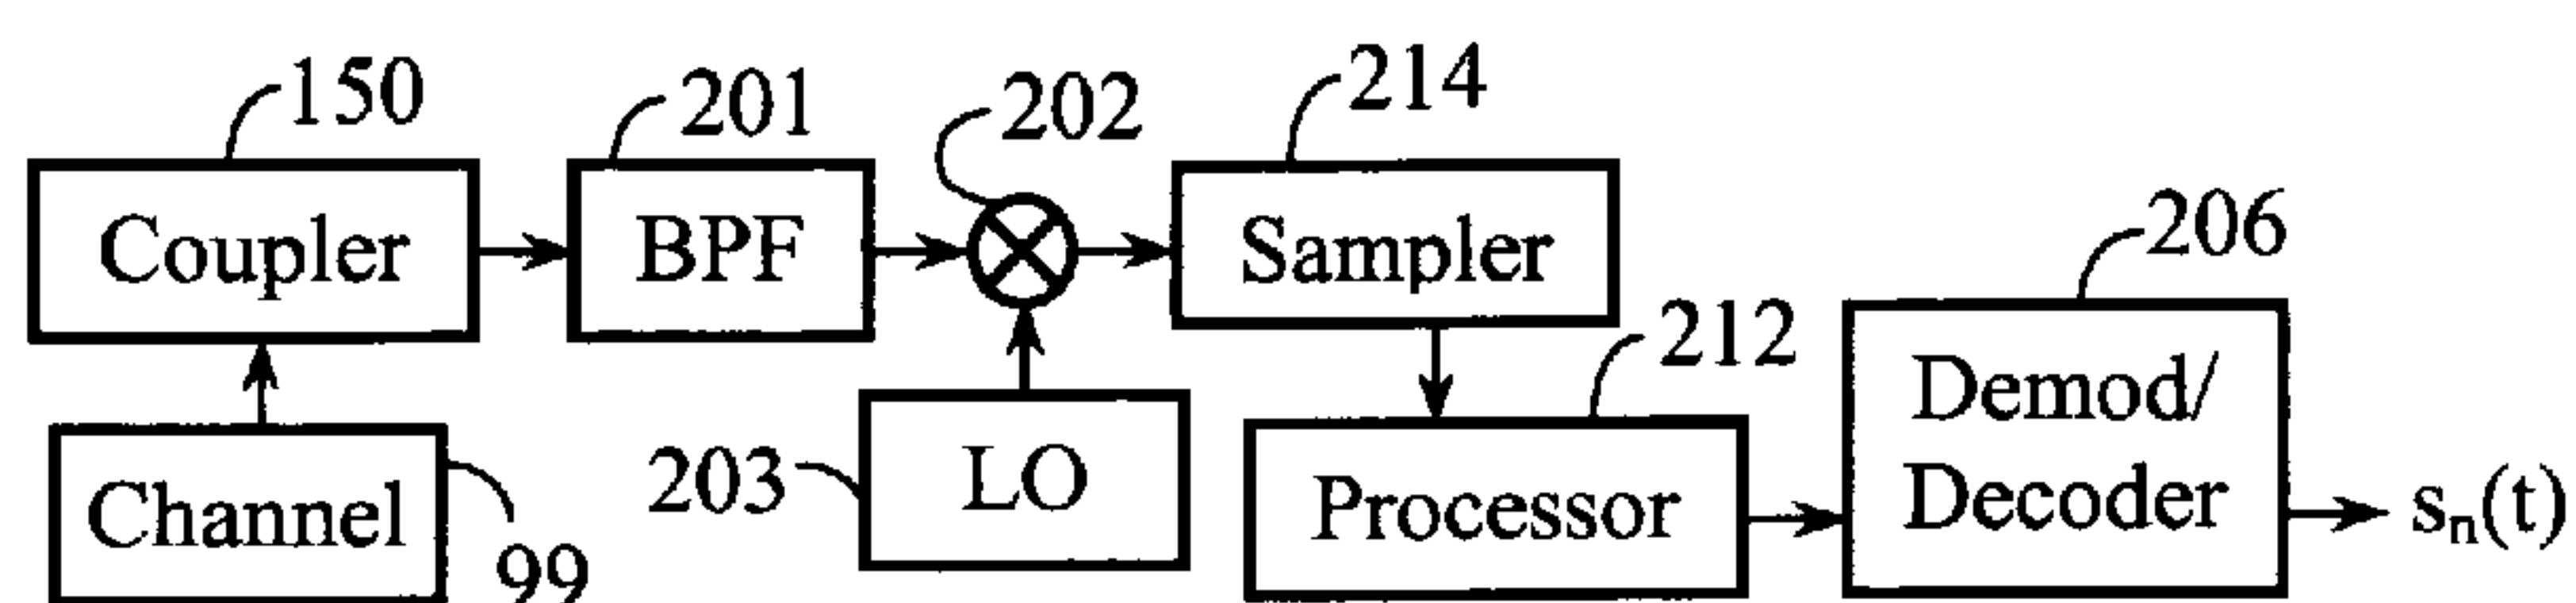 150
201
202
214
206
Coupler
BPF
Sampler
212
Demod/
Decoder
Channel
99
203
LO
Processor
sₙ(t)